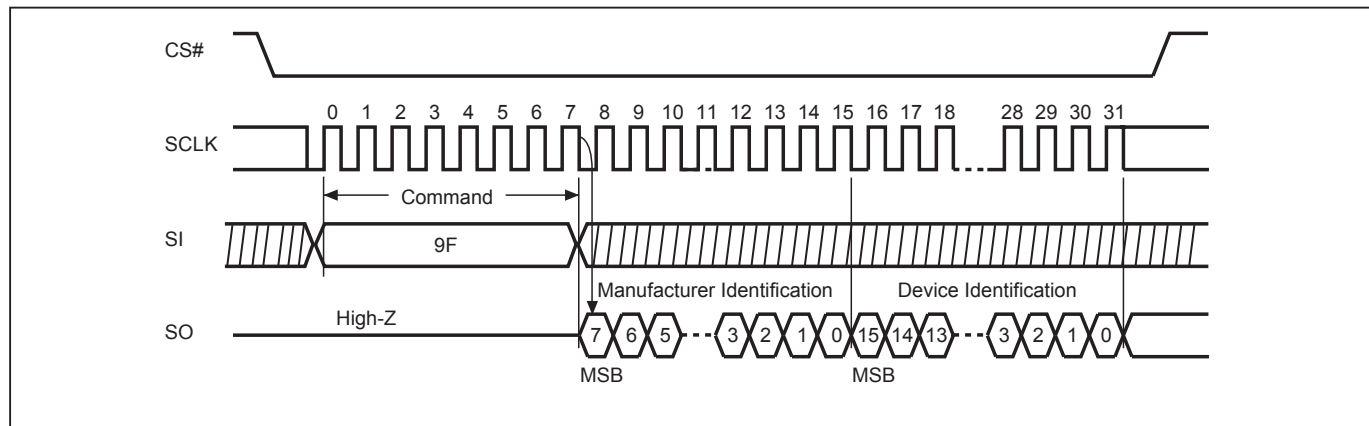 CS#
0 1 2 3 4 5 6 7 8 9 10 11 12 13 14 15 16 17 18 28 29 30 31
SCLK
Command
SI
9F
Manufacturer Identification Device Identification
High-Z
SO
7 6 5 3 2 1 0 15 14 13 3 2 1 0
MSB MSB